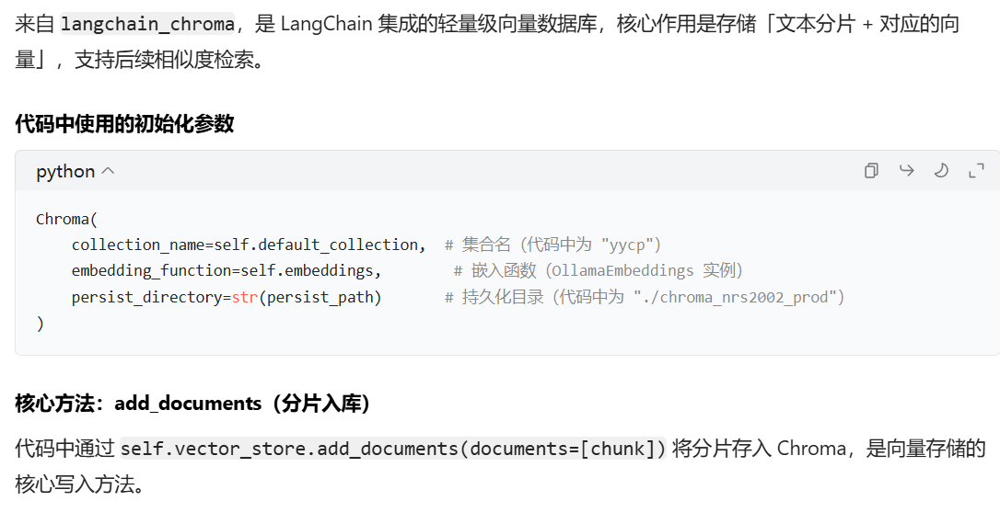 来自 langchain_chroma，是 LangChain 集成的轻量级向量数据库，核心作用是存储「文本分片 + 对应的向
量」，支持后续相似度检索。
代码中使用的初始化参数
python
Chroma(
    collection_name=self.default_collection,  # 集合名（代码中为 "yycp"）
    embedding_function=self.embeddings,        # 嵌入函数（OllamaEmbeddings 实例）
    persist_directory=str(persist_path)       # 持久化目录（代码中为 "./chroma_nrs2002_prod"）
)
核心方法：add_documents（分片入库）
代码中通过 self.vector_store.add_documents(documents=[chunk]) 将分片存入 Chroma，是向量存储的
核心写入方法。